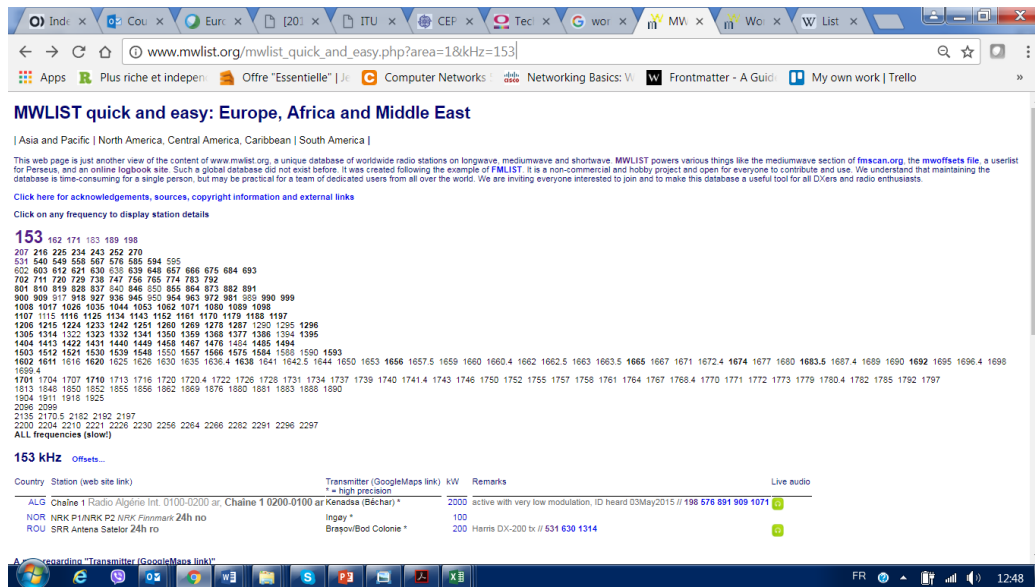 Inde × Cou × Euro × [201 × ITU × CEP × Tecl × G wor × MW × Wor × W List ×
www.mwlist.org/mwlist_quick_and_easy.php?area=1&kHz=153
Apps R Plus riche et indepen Offre "Essentielle" | Je C Computer Networks Networking Basics: W W Frontmatter - A Guid My own work | Trello »
MWLIST quick and easy: Europe, Africa and Middle East
| Asia and Pacific | North America, Central America, Caribbean | South America |
This web page is just another view of the content of www.mwlist.org, a unique database of worldwide radio stations on longwave, mediumwave and shortwave. MWLIST powers various things like the mediumwave section of fmscan.org, the mwoffsets file, a userlist
for Perseus, and an online logbook site. Such a global database did not exist before. It was created following the example of FMLIST. It is a non-commercial and hobby project and open for everyone to contribute and use. We understand that maintaining the
database is time-consuming for a single person, but may be practical for a team of dedicated users from all over the world. We are inviting everyone interested to join and to make this database a useful tool for all DXers and radio enthusiasts.
Click here for acknowledgements, sources, copyright information and external links
Click on any frequency to display station details
153 162 171 183 189 198
207 216 225 234 243 252 270
531 540 549 558 567 576 585 594 595
602 603 612 621 630 638 639 648 657 666 675 684 693
702 711 720 729 738 747 756 765 774 783 792
801 810 819 828 837 840 846 850 855 864 873 882 891
900 909 917 918 927 936 945 950 954 963 972 981 989 990 999
1008 1017 1026 1035 1044 1053 1062 1071 1080 1089 1098
1107 1115 1116 1125 1134 1143 1152 1161 1170 1179 1188 1197
1206 1215 1224 1233 1242 1251 1260 1269 1278 1287 1290 1295 1296
1305 1314 1322 1323 1332 1341 1350 1359 1368 1377 1386 1394 1395
1404 1413 1422 1431 1440 1449 1458 1467 1476 1484 1485 1494
1503 1512 1521 1530 1539 1548 1550 1557 1566 1575 1584 1588 1590 1593
1602 1611 1616 1620 1625 1626 1630 1635 1636.4 1638 1641 1642.5 1644 1650 1653 1656 1657.5 1659 1660 1660.4 1662 1662.5 1663 1663.5 1665 1667 1671 1672.4 1674 1677 1680 1683.5 1687.4 1689 1690 1692 1695 1696.4 1698
1699.4
1701 1704 1707 1710 1713 1716 1720 1720.4 1722 1726 1728 1731 1734 1737 1739 1740 1741.4 1743 1746 1750 1752 1755 1757 1758 1761 1764 1767 1768.4 1770 1771 1772 1773 1779 1780.4 1782 1785 1792 1797
1813 1848 1850 1852 1855 1856 1862 1869 1876 1880 1881 1883 1888 1890
1904 1911 1918 1925
2096 2099
2135 2170.5 2182 2192 2197
2200 2204 2210 2221 2226 2230 2256 2264 2266 2282 2291 2296 2297
ALL frequencies (slow!)
153 kHz Offsets...
Country Station (web site link) Transmitter (GoogleMaps link) kW Remarks Live audio
* = high precision
ALG Chaîne 1 Radio Algérie Int. 0100-0200 ar, Chaîne 1 0200-0100 ar Kenadsa (Béchar) * 2000 active with very low modulation, ID heard 03May2015 // 198 576 891 909 1071
NOR NRK P1/NRK P2 NRK Finnmark 24h no Ingøy * 100
ROU SRR Antena Satelor 24h ro Brașov/Bod Colonie * 200 Harris DX-200 tx // 531 630 1314
regarding "Transmitter (GoogleMaps link)"
FR 12:48